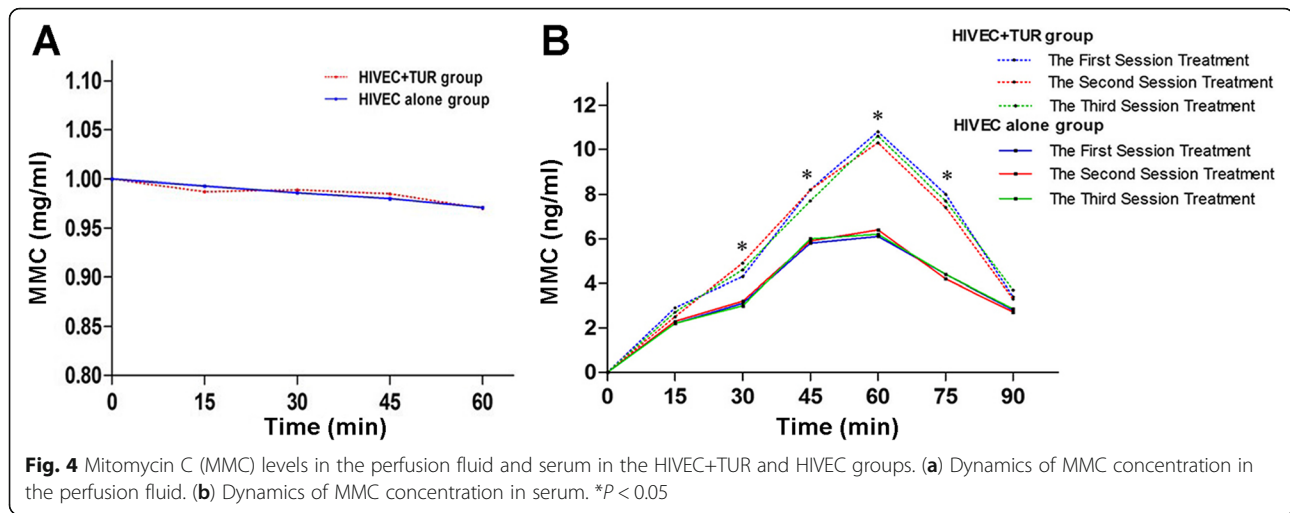 A
HIVEC+TUR group
HIVEC alone group
MMC (mg/ml)
1.10
1.05
1.00
0.95
0.90
0.85
0.80
0 15 30 45 60
Time (min)
B
HIVEC+TUR group
The First Session Treatment
The Second Session Treatment
The Third Session Treatment
HIVEC alone group
The First Session Treatment
The Second Session Treatment
The Third Session Treatment
MMC (ng/ml)
12
10
8
6
4
2
0
* * * *
0 15 30 45 60 75 90
Time (min)
Fig. 4 Mitomycin C (MMC) levels in the perfusion fluid and serum in the HIVEC+TUR and HIVEC groups. (a) Dynamics of MMC concentration in
the perfusion fluid. (b) Dynamics of MMC concentration in serum. *P < 0.05